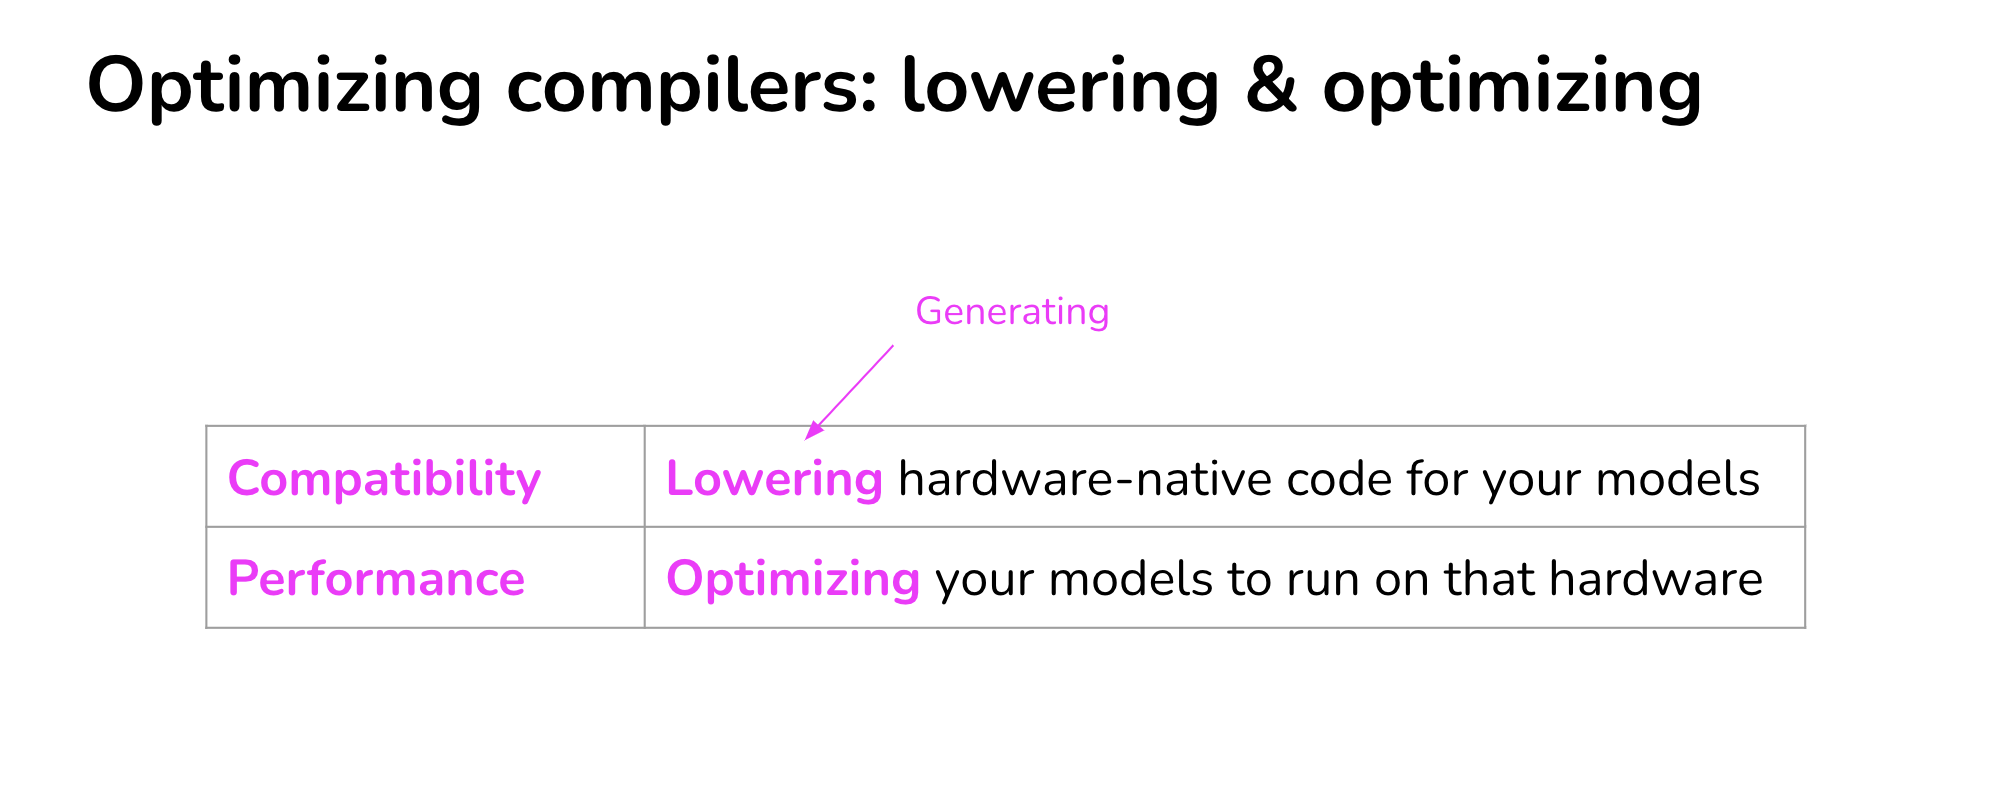 Optimizing compilers: lowering & optimizing
Generating
Compatibility
Lowering hardware-native code for your models
Performance
Optimizing your models to run on that hardware